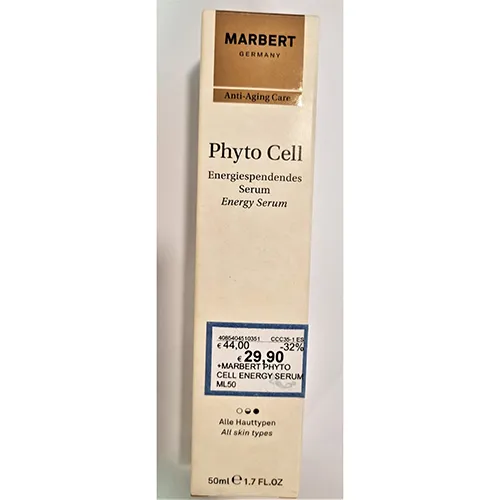 MARBERT
GERMANY
Anti-Aging Care
Phyto Cell
Energiespendendes
Serum
Energy Serum
4085404510351 CCC35-1 ES
€ 44,00 -32%
€ 29,90
+MARBERT PHYTO
CELL ENERGY SERUM
ML50
Alle Hauttypen
All skin types
50ml ℮ 1.7 FL.OZ